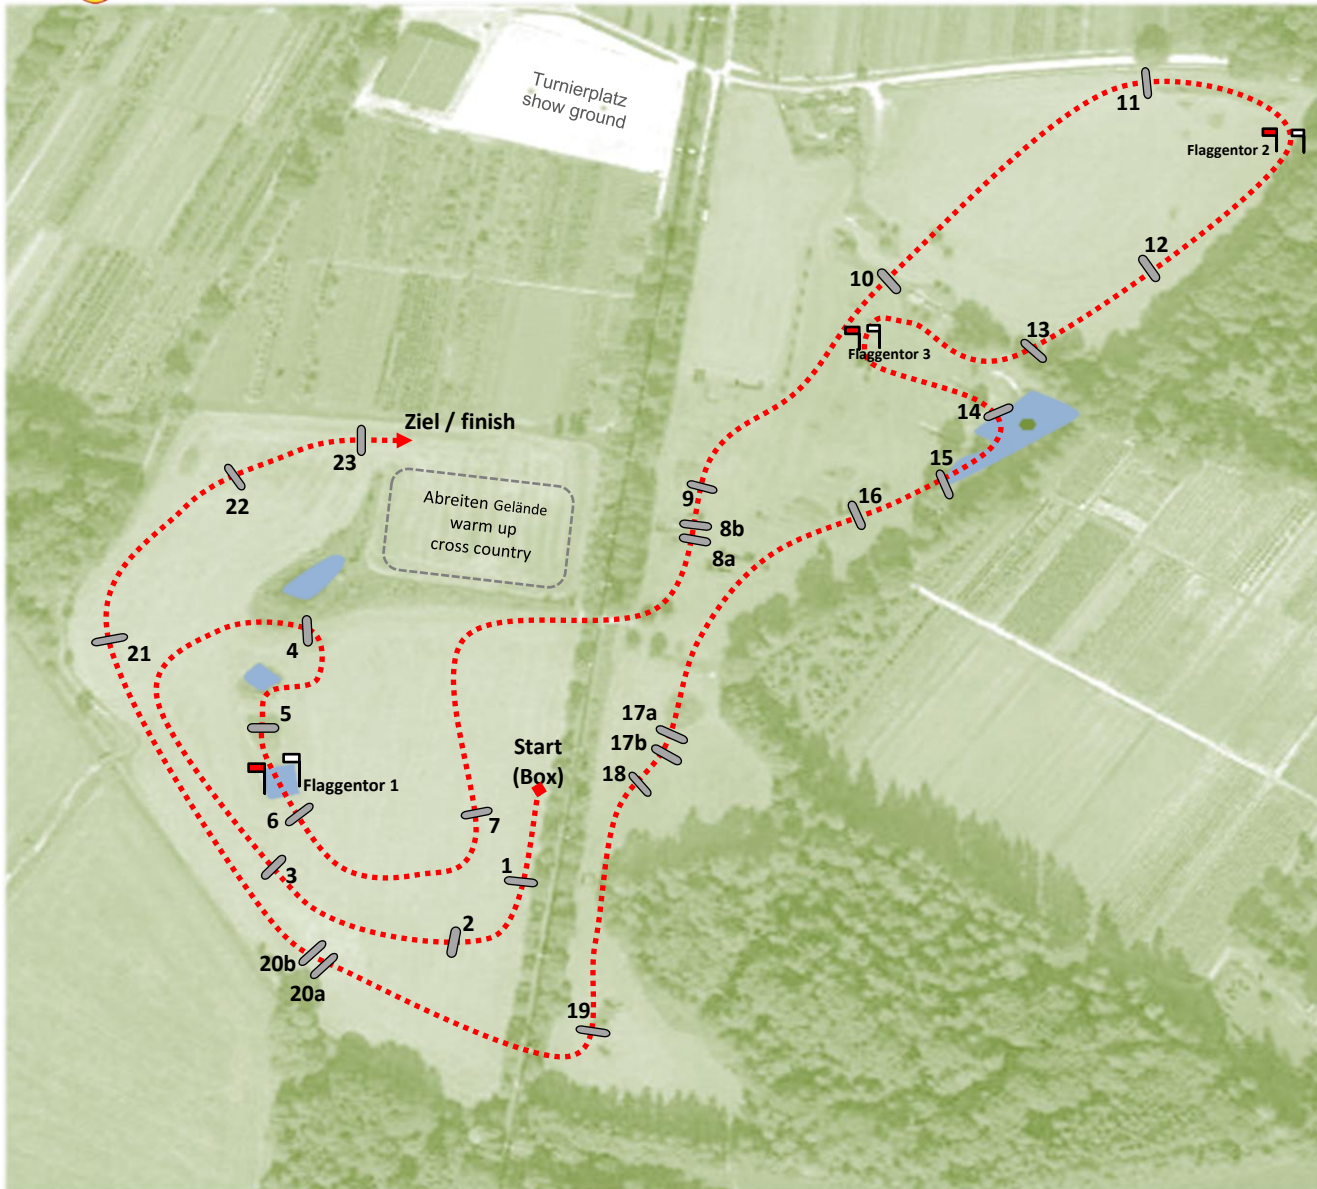 Turnierplatz
show ground
11
Flaggentor 2
12
10
13
Flaggentor 3
14
Ziel / finish
23
15
22
9
16
Abreiten Gelände
warm up
cross country
8b
8a
4
21
5
17a
17b
Start
(Box)
18
Flaggentor 1
6
7
1
3
2
20b
20a
19